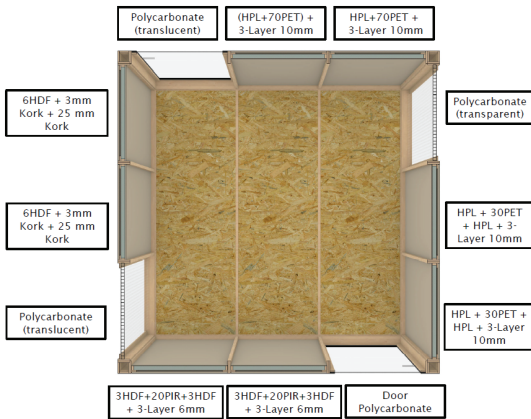 Polycarbonate
(translucent)
(HPL+70PET) +
3-Layer 10mm
HPL+70PET +
3-Layer 10mm
6HDF + 3mm
Kork + 25 mm
Kork
Polycarbonate
(transparent)
6HDF + 3mm
Kork + 25 mm
Kork
HPL + 30PET
+ HPL + 3-
Layer 10mm
Polycarbonate
(translucent)
HPL + 30PET +
HPL + 3-Layer
10mm
3HDF+20PIR+3HDF
+ 3-Layer 6mm
3HDF+20PIR+3HDF
+ 3-Layer 6mm
Door
Polycarbonate